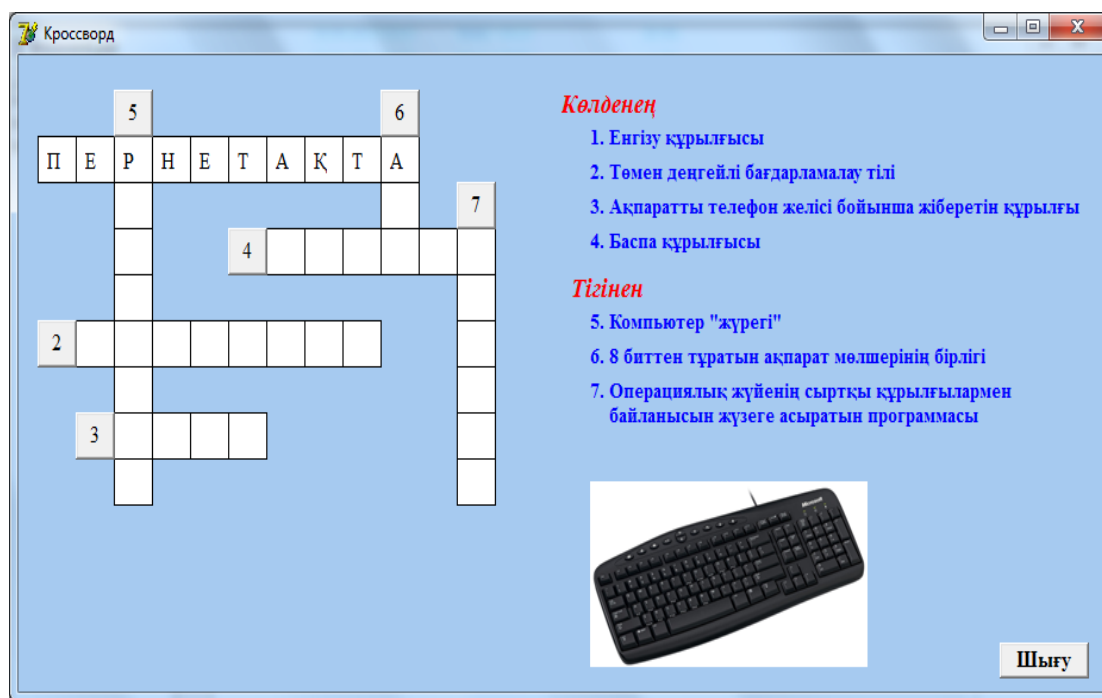 Кроссворд
5 6
П Е Р Н Е Т А Қ Т А
7
4
2
3
Көлденең
1. Енгізу құрылғысы
2. Төмен деңгейлі бағдарламалау тілі
3. Ақпаратты телефон желісі бойынша жіберетін құрылғы
4. Баспа құрылғысы
Тігінен
5. Компьютер "жүрегі"
6. 8 биттен тұратын ақпарат мөлшерінің бірлігі
7. Операциялық жүйенің сыртқы құрылғылармен
байланысын жүзеге асыратын программасы
Microsoft
Шығу